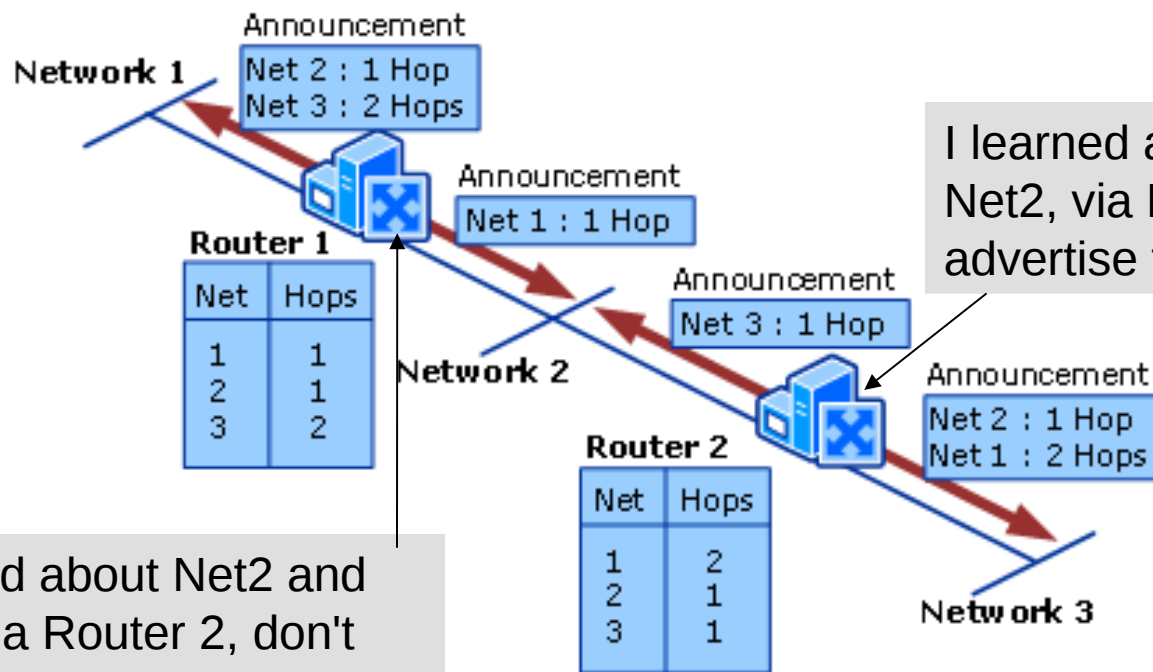 Announcement
Network 1
Net 2 : 1 Hop
Net 3 : 2 Hops
I learned
Net2, via
advertise
Announcement
Net 1 : 1 Hop
Router 1
Net Hops
1 1
2 1
3 2
Announcement
Net 3 : 1 Hop
Network 2
Announcement
Net 2 : 1 Hop
Net 1 : 2 Hops
Router 2
Net Hops
1 2
2 1
3 1
about Net2 and
Router 2, don't
Network 3